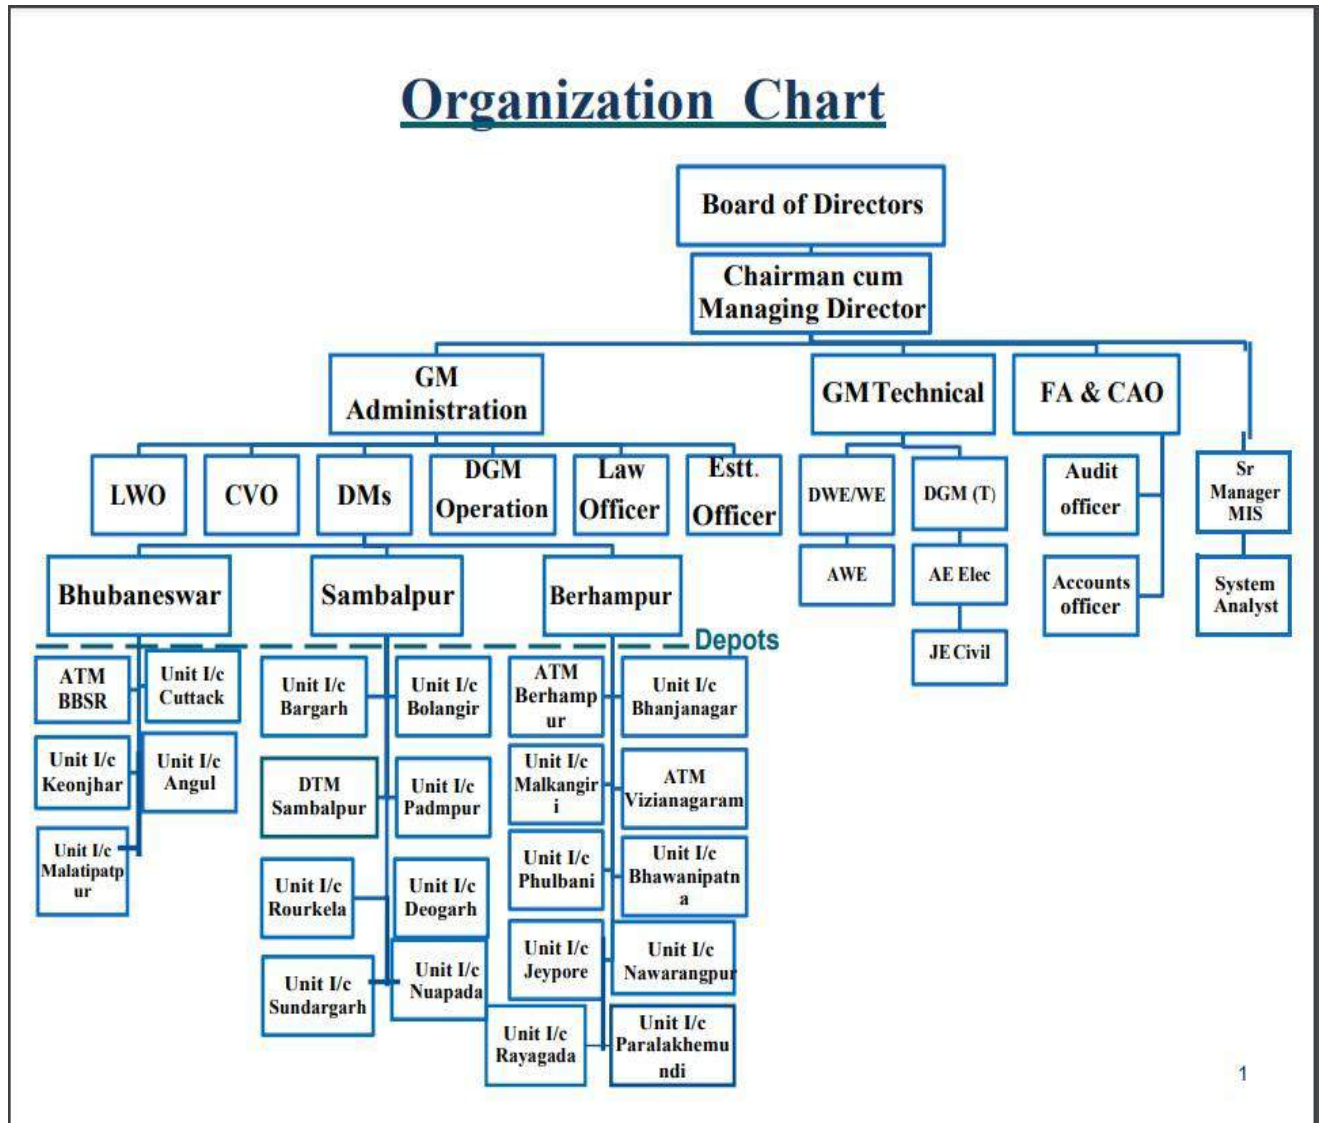 Organization Chart
Board of Directors
Chairman cum
Managing Director
GM
Administration
GM Technical
FA & CAO
LWO
CVO
DMs
DGM
Operation
Law
Officer
Estt.
Officer
DWE/WE
DGM (T)
Audit
officer
Sr
Manager
MIS
AWE
AE Elec
Accounts
officer
System
Analyst
JE Civil
Bhubaneswar
Sambalpur
Berhampur
Depots
ATM
BBSR
Unit I/c
Cuttack
Unit I/c
Keonjhar
Unit I/c
Angul
Unit I/c
Malatipatp
ur
Unit I/c
Bargarh
Unit I/c
Bolangir
DTM
Sambalpur
Unit I/c
Padmpur
Unit I/c
Rourkela
Unit I/c
Deogarh
Unit I/c
Sundargarh
Unit I/c
Nuapada
ATM
Berhamp
ur
Unit I/c
Bhanjanagar
Unit I/c
Malkangir
i
ATM
Vizianagaram
Unit I/c
Phulbani
Unit I/c
Bhawanipatn
a
Unit I/c
Jeypore
Unit I/c
Nawarangpur
Unit I/c
Rayagada
Unit I/c
Paralakhemu
ndi
1